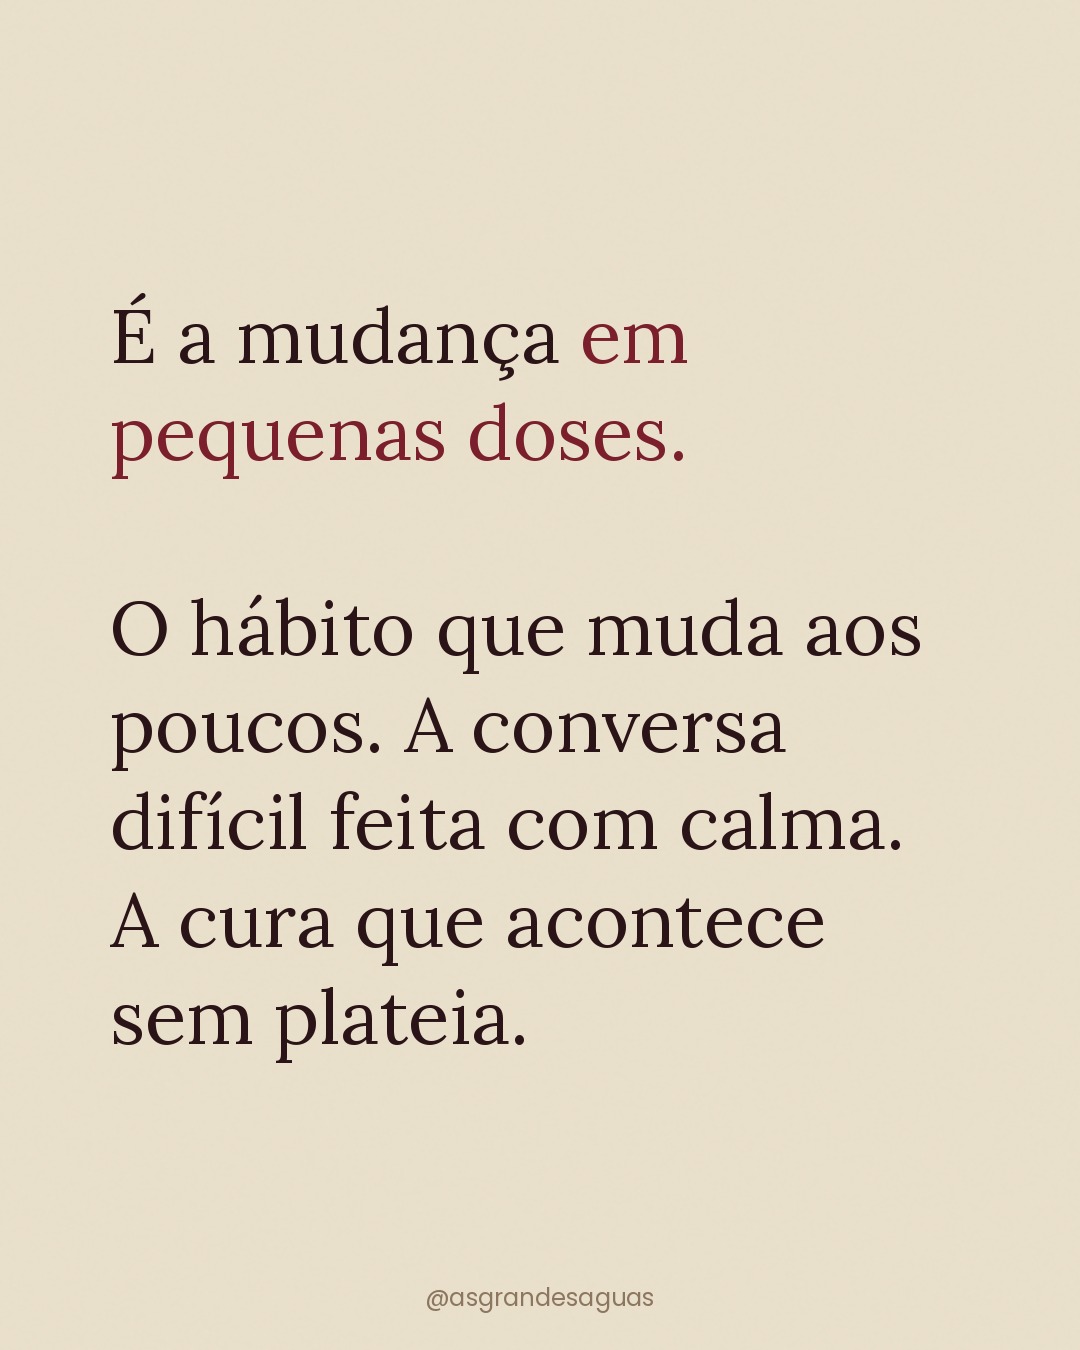 É a mudança em
pequenas doses.
O hábito que muda aos
poucos. A conversa
difícil feita com calma.
A cura que acontece
sem plateia.
@asgrandesaguas